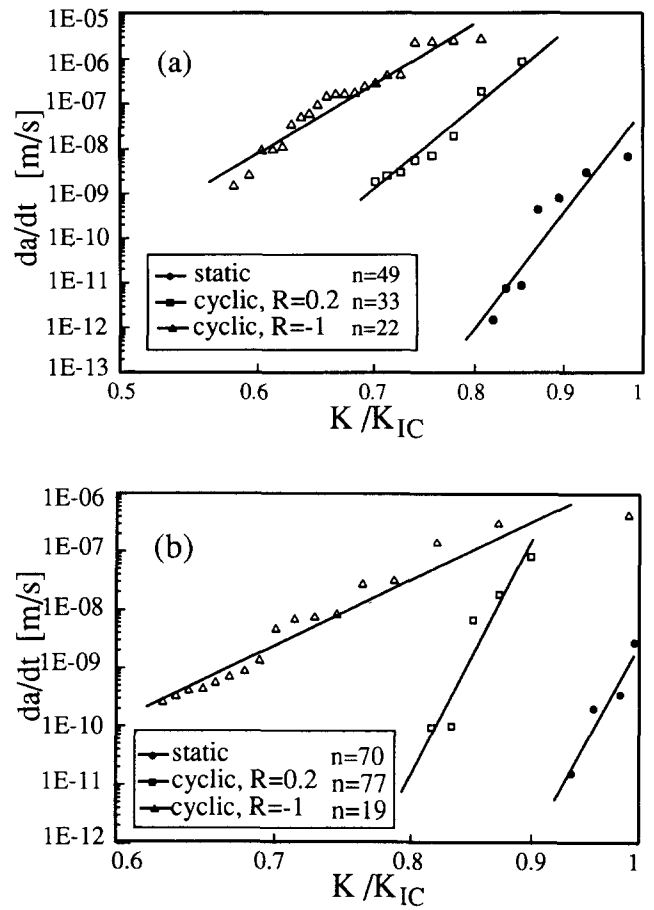 1E-05
(a)
1E-06
1E-07
1E-08
1E-09
1E-10
1E-11
1E-12
1E-13
da/dt [m/s]
static n=49
cyclic, R=0.2 n=33
cyclic, R=-1 n=22
0.5 0.6 0.7 0.8 0.9 1
K /K_IC
1E-06
(b)
1E-07
1E-08
1E-09
1E-10
1E-11
1E-12
da/dt [m/s]
static n=70
cyclic, R=0.2 n=77
cyclic, R=-1 n=19
0.6 0.7 0.8 0.9 1
K /K_IC